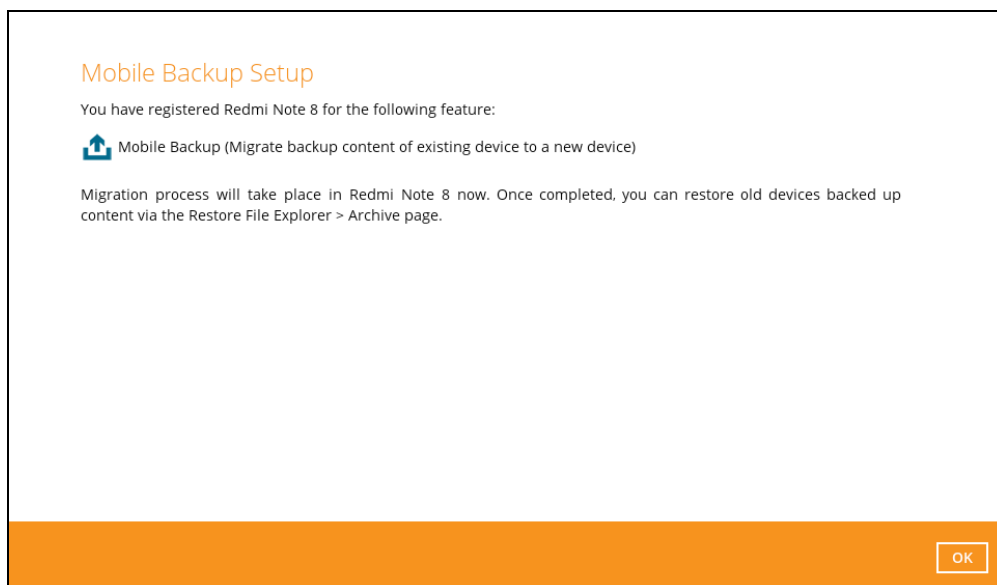 Mobile Backup Setup
You have registered Redmi Note 8 for the following feature:
Mobile Backup (Migrate backup content of existing device to a new device)
Migration process will take place in Redmi Note 8 now. Once completed, you can restore old devices backed up
content via the Restore File Explorer > Archive page.
OK